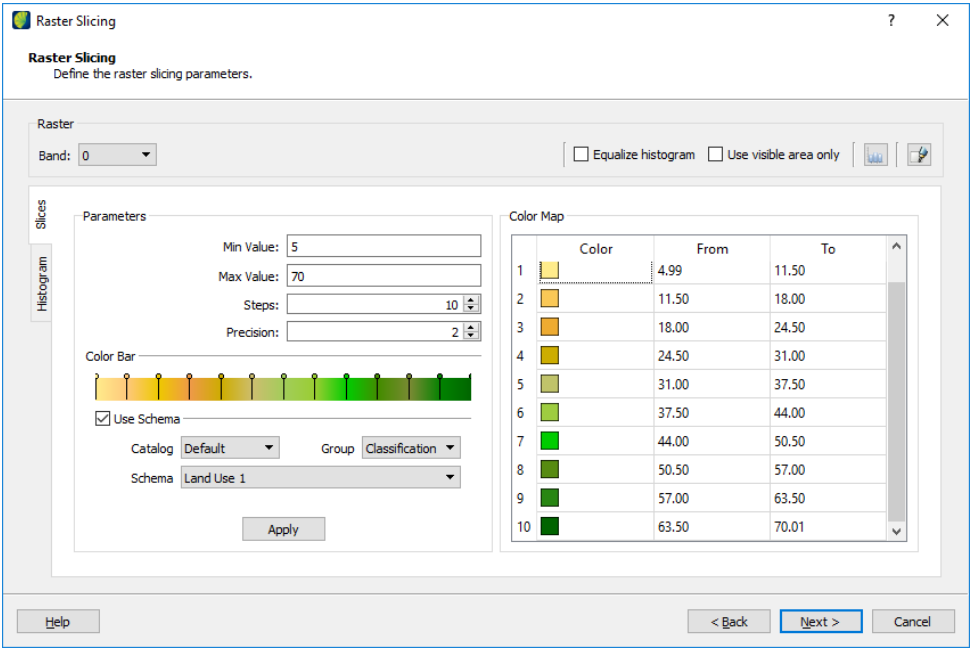 Raster Slicing
?
Raster Slicing
Define the raster slicing parameters.
Raster
Band: 0
Equalize histogram
Use visible area only
Slices
Histogram
Parameters
Min Value: 5
Max Value: 70
Steps: 10
Precision: 2
Color Bar
Use Schema
Catalog Default Group Classification
Schema Land Use 1
Apply
Color Map
Color From To
1 4.99 11.50
2 11.50 18.00
3 18.00 24.50
4 24.50 31.00
5 31.00 37.50
6 37.50 44.00
7 44.00 50.50
8 50.50 57.00
9 57.00 63.50
10 63.50 70.01
Help
< Back
Next >
Cancel